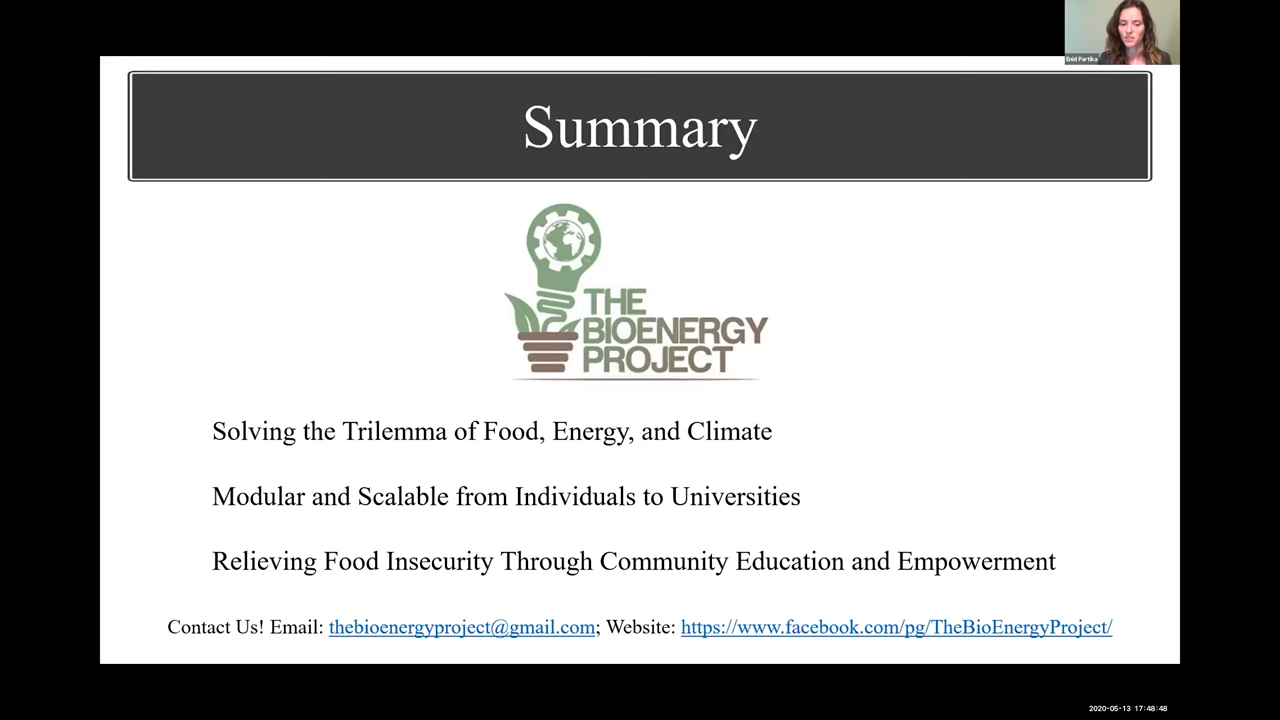 Enid Partika
Summary
THE
BIOENERGY
PROJECT
Solving the Trilemma of Food, Energy, and Climate
Modular and Scalable from Individuals to Universities
Relieving Food Insecurity Through Community Education and Empowerment
Contact Us! Email: thebioenergyproject@gmail.com; Website: https://www.facebook.com/pg/TheBioEnergyProject/
2020-05-13 17:48:48